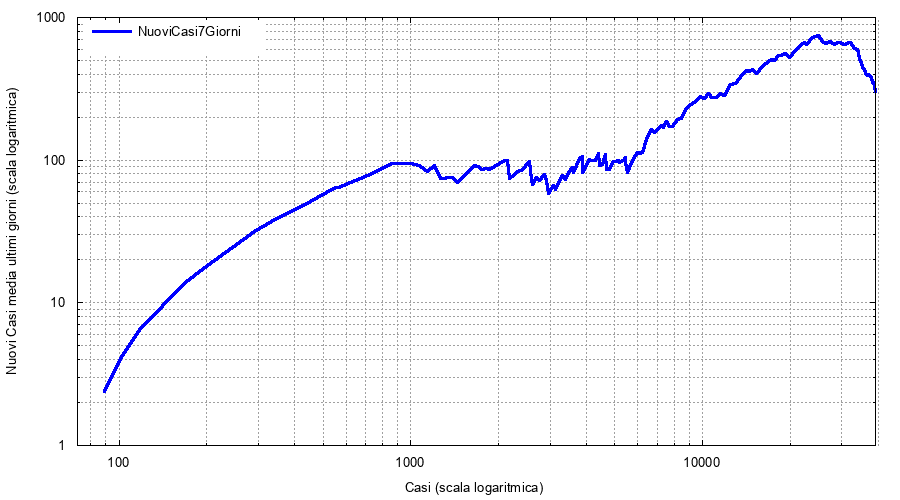 1000
NuoviCasi7Giorni
100
10
1
Nuovi Casi media ultimi giorni (scala logaritmica)
100
1000
10000
Casi (scala logaritmica)